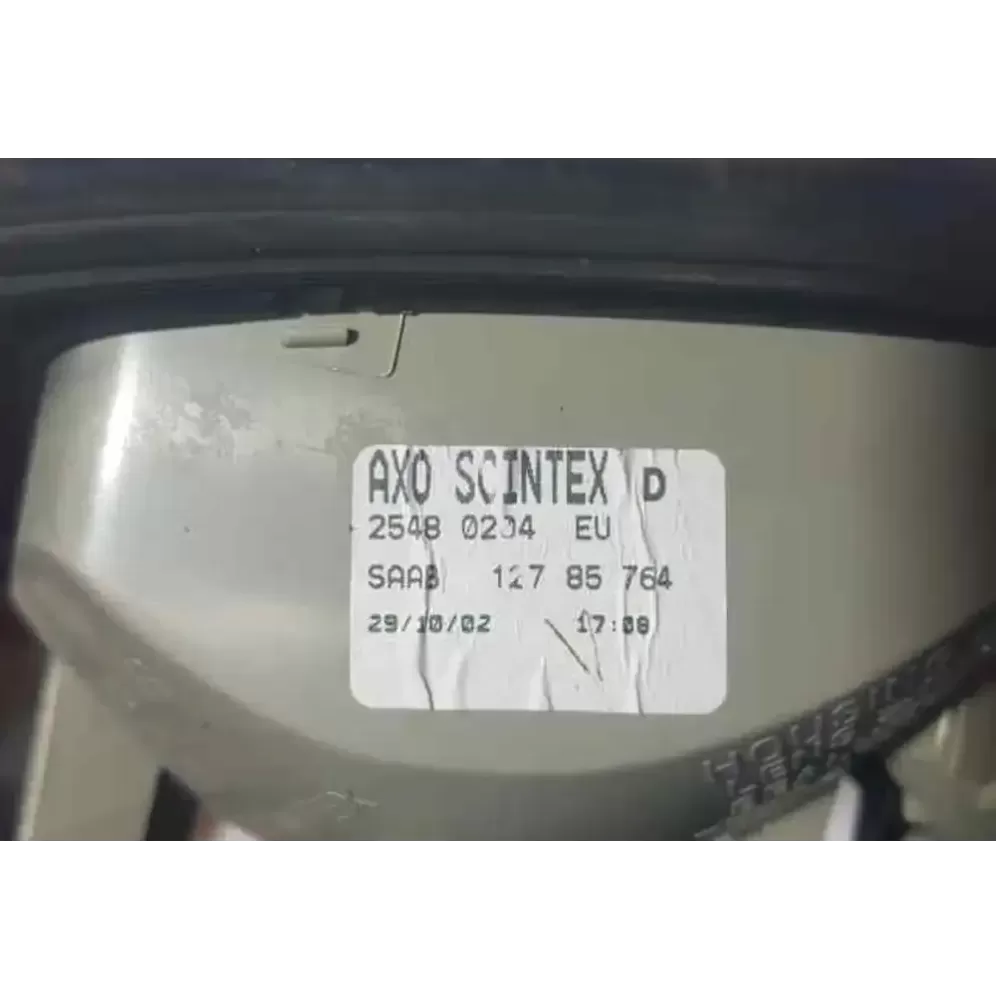 AXO SCINTEX D
2548 0204 EU
SAAB 127 85 764
29/10/02 17:08